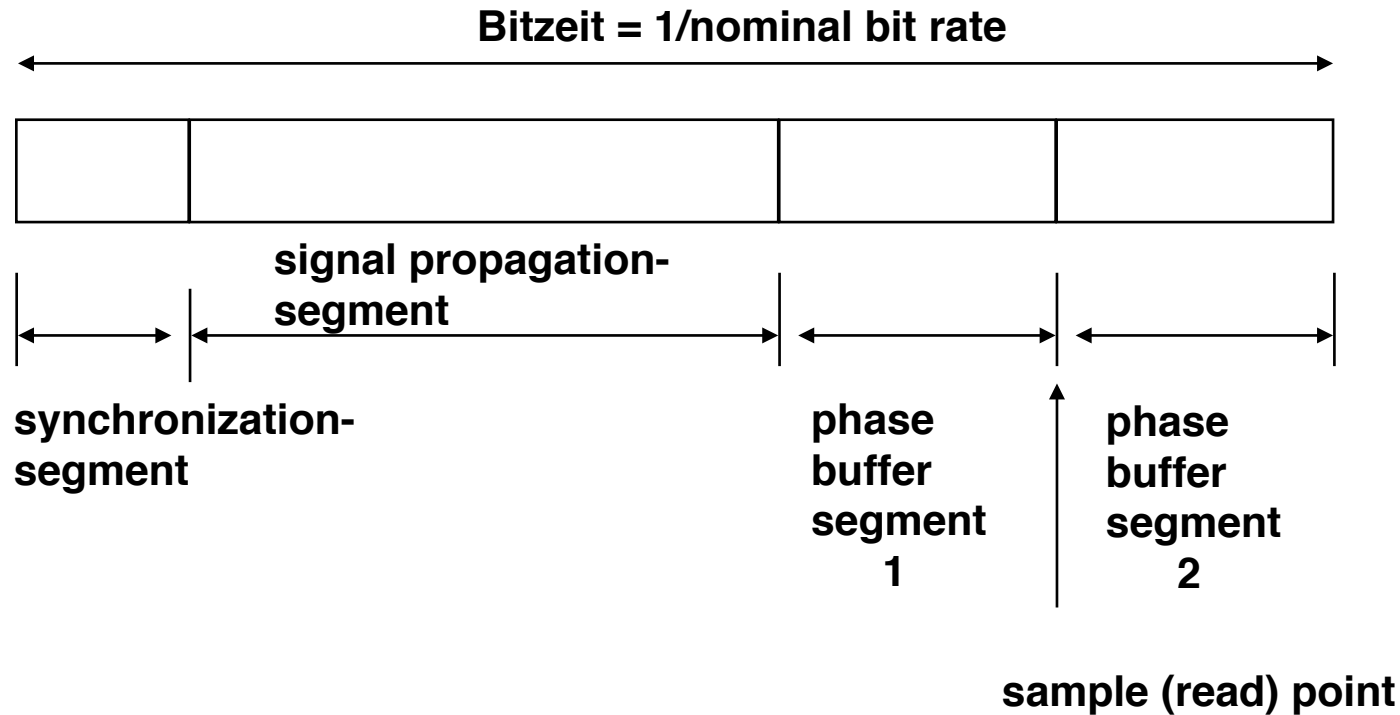 Bitzeit = 1/nominal bit rate
signal propagation-
segment
synchronization-
segment
phase
buffer
segment
1
phase
buffer
segment
2
sample (read) point